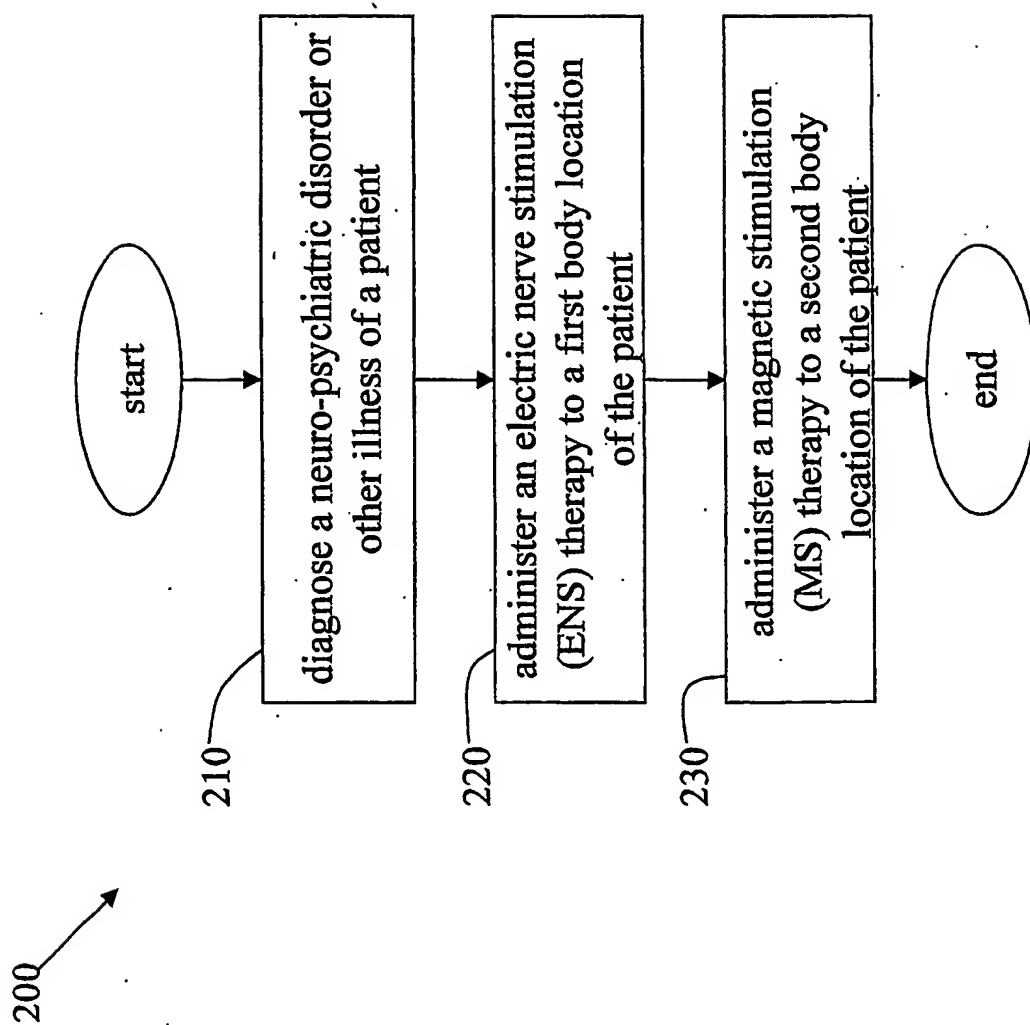 200
start
210
diagnose a neuro-psychiatric disorder or
other illness of a patient
220
administer an electric nerve stimulation
(ENS) therapy to a first body location
of the patient
230
administer a magnetic stimulation
(MS) therapy to a second body
location of the patient
end